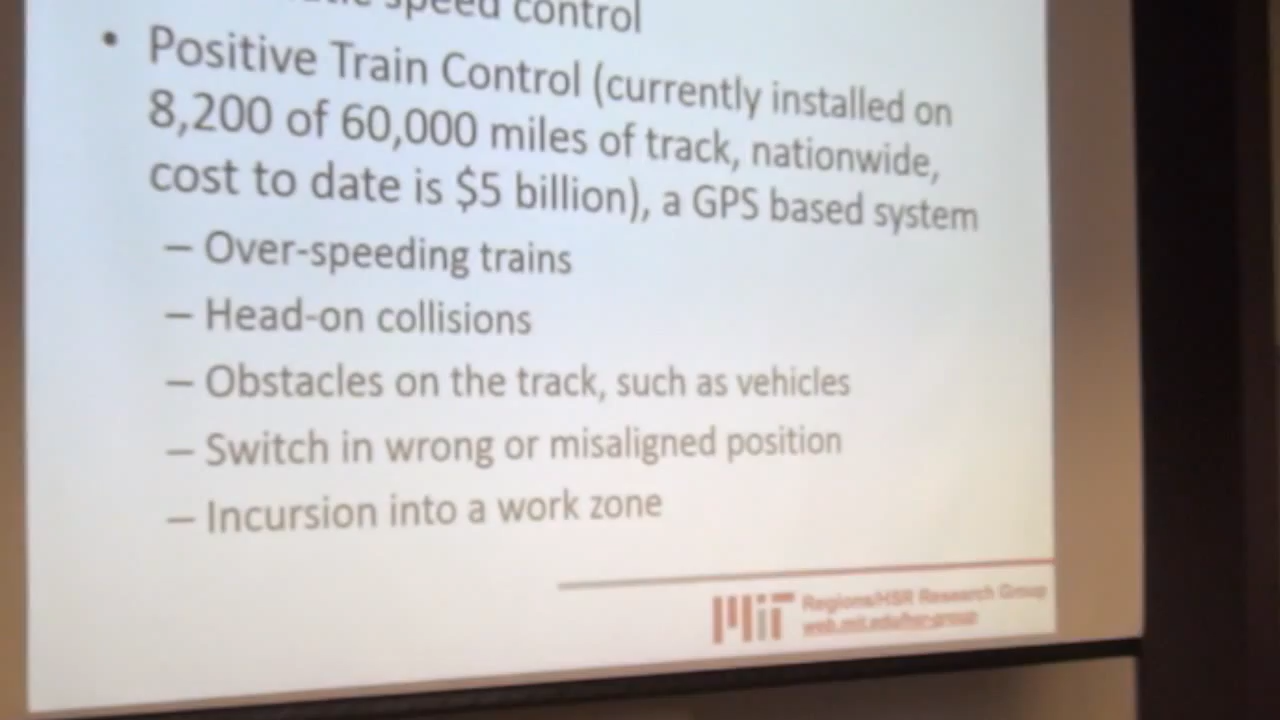 speed control
• Positive Train Control (currently installed on
8,200 of 60,000 miles of track, nationwide,
cost to date is $5 billion), a GPS based system
– Over-speeding trains
– Head-on collisions
– Obstacles on the track, such as vehicles
– Switch in wrong or misaligned position
– Incursion into a work zone
MIT Regions/HSR Research Group
web.mit.edu/hsr-group